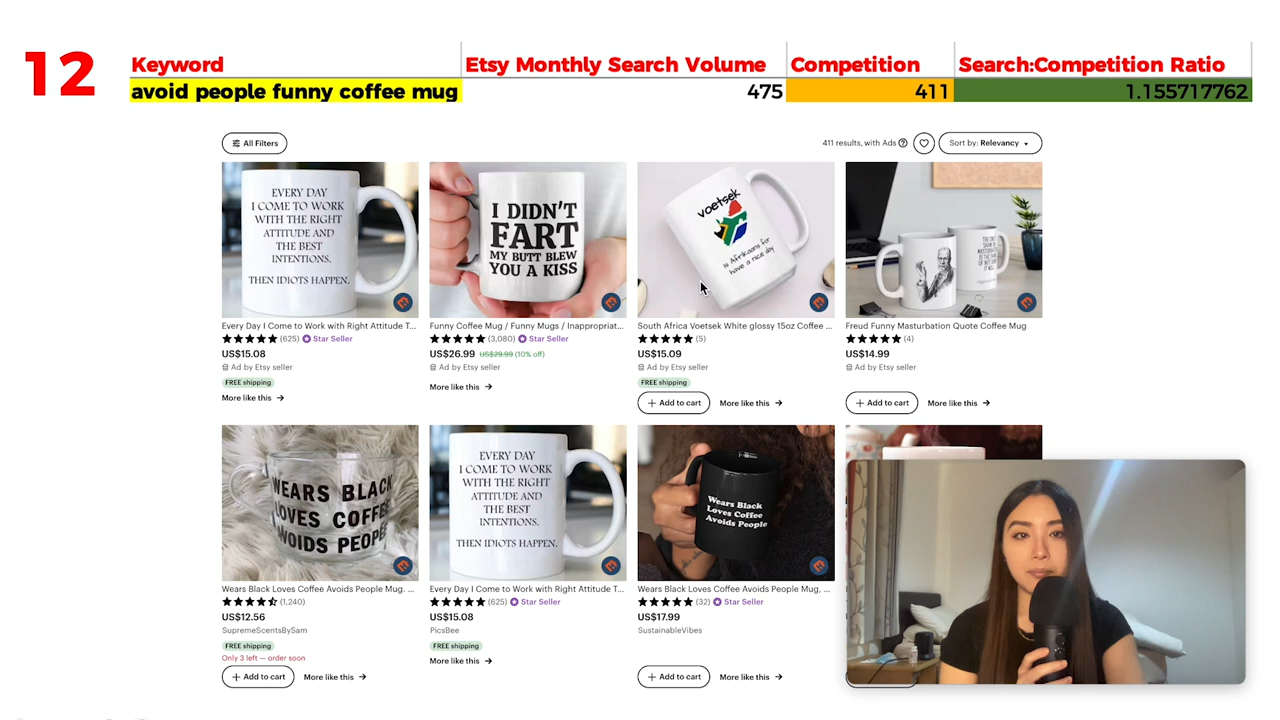 12
Keyword
Etsy Monthly Search Volume
Competition
Search:Competition Ratio
avoid people funny coffee mug
475
411
1.155717762
All Filters
411 results, with Ads
Sort by: Relevancy
EVERY DAY
I COME TO WORK
WITH THE RIGHT
ATTITUDE AND
THE BEST
INTENTIONS.
THEN IDIOTS HAPPEN.
I DIDN'T
FART
MY BUTT BLEW
YOU A KISS
voetsek
is Afrikaans for
have a nice day
Every Day I Come to Work with Right Attitude T...
Funny Coffee Mug / Funny Mugs / Inappropriat...
South Africa Voetsek White glossy 15oz Coffee ...
Freud Funny Masturbation Quote Coffee Mug
(625) Star Seller
(3,080) Star Seller
(5)
(4)
US$15.08
US$26.99 US$29.99 (10% off)
US$15.09
US$14.99
Ad by Etsy seller
Ad by Etsy seller
Ad by Etsy seller
Ad by Etsy seller
FREE shipping
More like this
FREE shipping
More like this
+ Add to cart
More like this
+ Add to cart
More like this
WEARS BLACK
LOVES COFFEE
AVOIDS PEOPLE
EVERY DAY
I COME TO WORK
WITH THE RIGHT
ATTITUDE AND
THE BEST
INTENTIONS.
THEN IDIOTS HAPPEN.
Wears Black
Loves Coffee
Avoids People
Wears Black Loves Coffee Avoids People Mug. ...
Every Day I Come to Work with Right Attitude T...
Wears Black Loves Coffee Avoids People Mug, ...
(1,240)
(625) Star Seller
(32) Star Seller
US$12.56
US$15.08
US$17.99
SupremeScentsBySam
PicsBee
SustainableVibes
FREE shipping
FREE shipping
Only 3 left — order soon
More like this
+ Add to cart
More like this
+ Add to cart
More like this